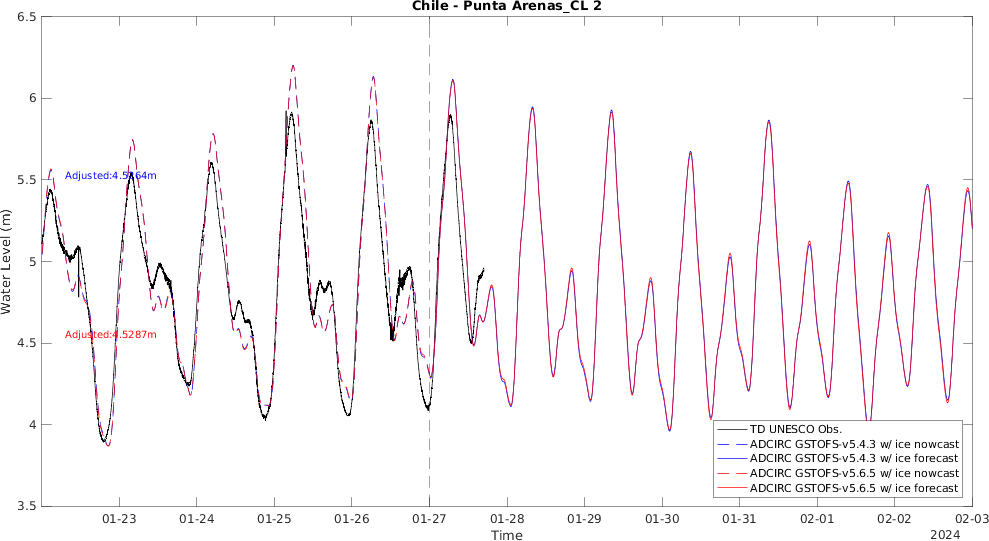 Chile - Punta Arenas_CL 2
6.5
6
5.5
5
4.5
4
3.5
Water Level (m)
Adjusted:4.5287m
01-23
01-24
01-25
01-26
01-27
01-28
01-29
01-30
01-31
02-01
02-02
02-03
Time
2024
TD UNESCO Obs.
ADCIRC GSTOFS-v5.4.3 w/ ice nowcast
ADCIRC GSTOFS-v5.4.3 w/ ice forecast
ADCIRC GSTOFS-v5.6.5 w/ ice nowcast
ADCIRC GSTOFS-v5.6.5 w/ ice forecast